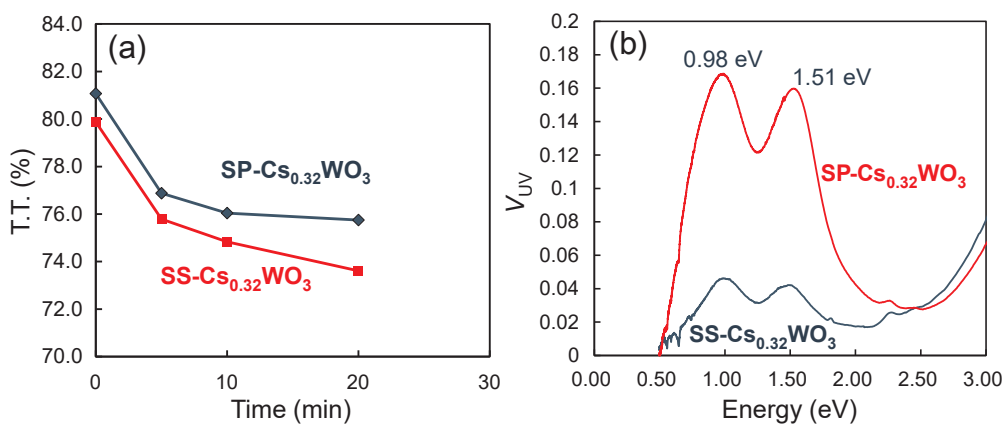 (a)
T.T. (%)
84.0
82.0
80.0
78.0
76.0
74.0
72.0
70.0
SP-Cs0.32WO3
SS-Cs0.32WO3
0
10
20
30
Time (min)
(b)
VUV
0.2
0.18
0.16
0.14
0.12
0.1
0.08
0.06
0.04
0.02
0
0.98 eV
1.51 eV
SP-Cs0.32WO3
SS-Cs0.32WO3
0.00 0.50 1.00 1.50 2.00 2.50 3.00
Energy (eV)